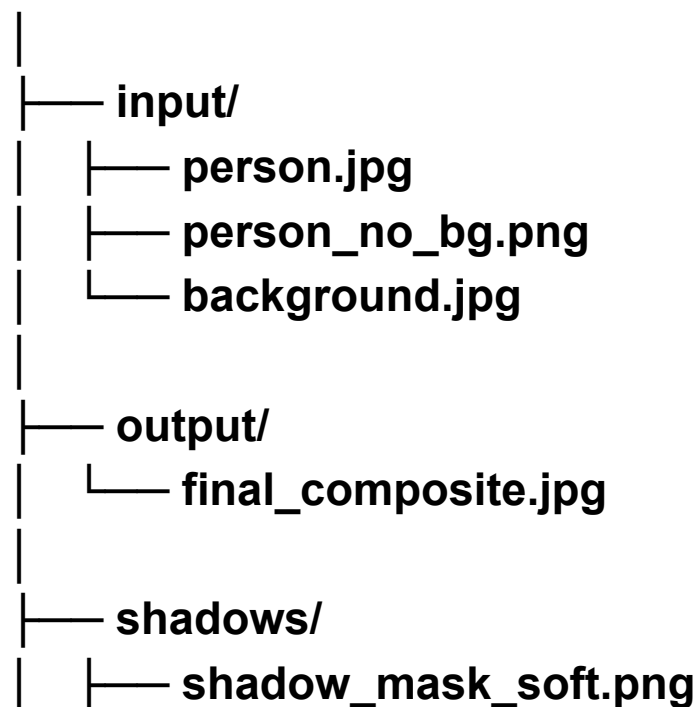 │
├── input/
│   ├── person.jpg
│   ├── person_no_bg.png
│   └── background.jpg
│
├── output/
│   └── final_composite.jpg
│
├── shadows/
│   ├── shadow_mask_soft.png